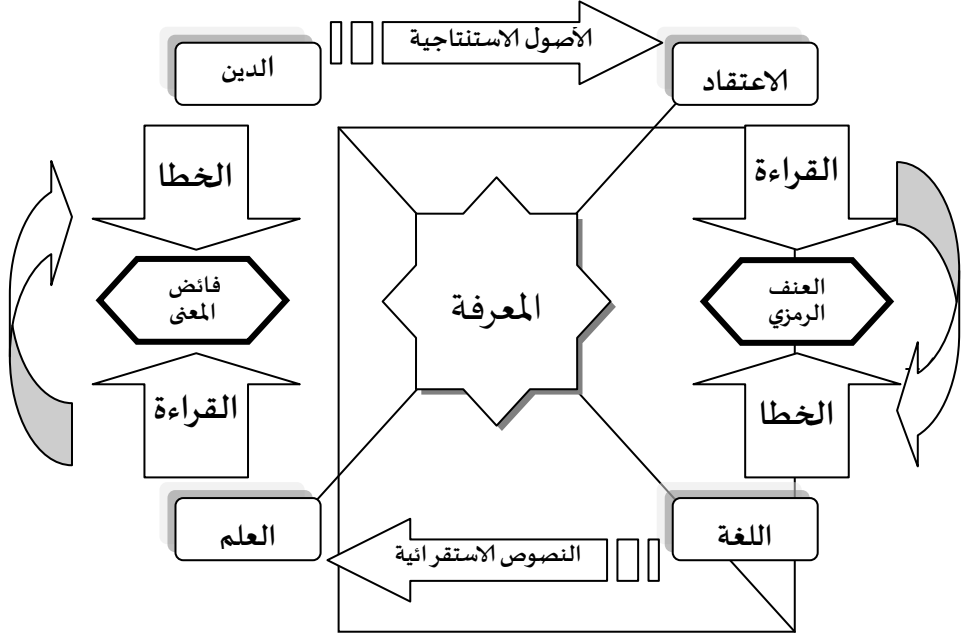 الاعتقاد
الأصول الاستنتاجية
الدين
القراءة
الخطا
العنف
الرمزي
المعرفة
فائض
المعنى
الخطا
القراءة
اللغة
النصوص الاستقرائية
العلم